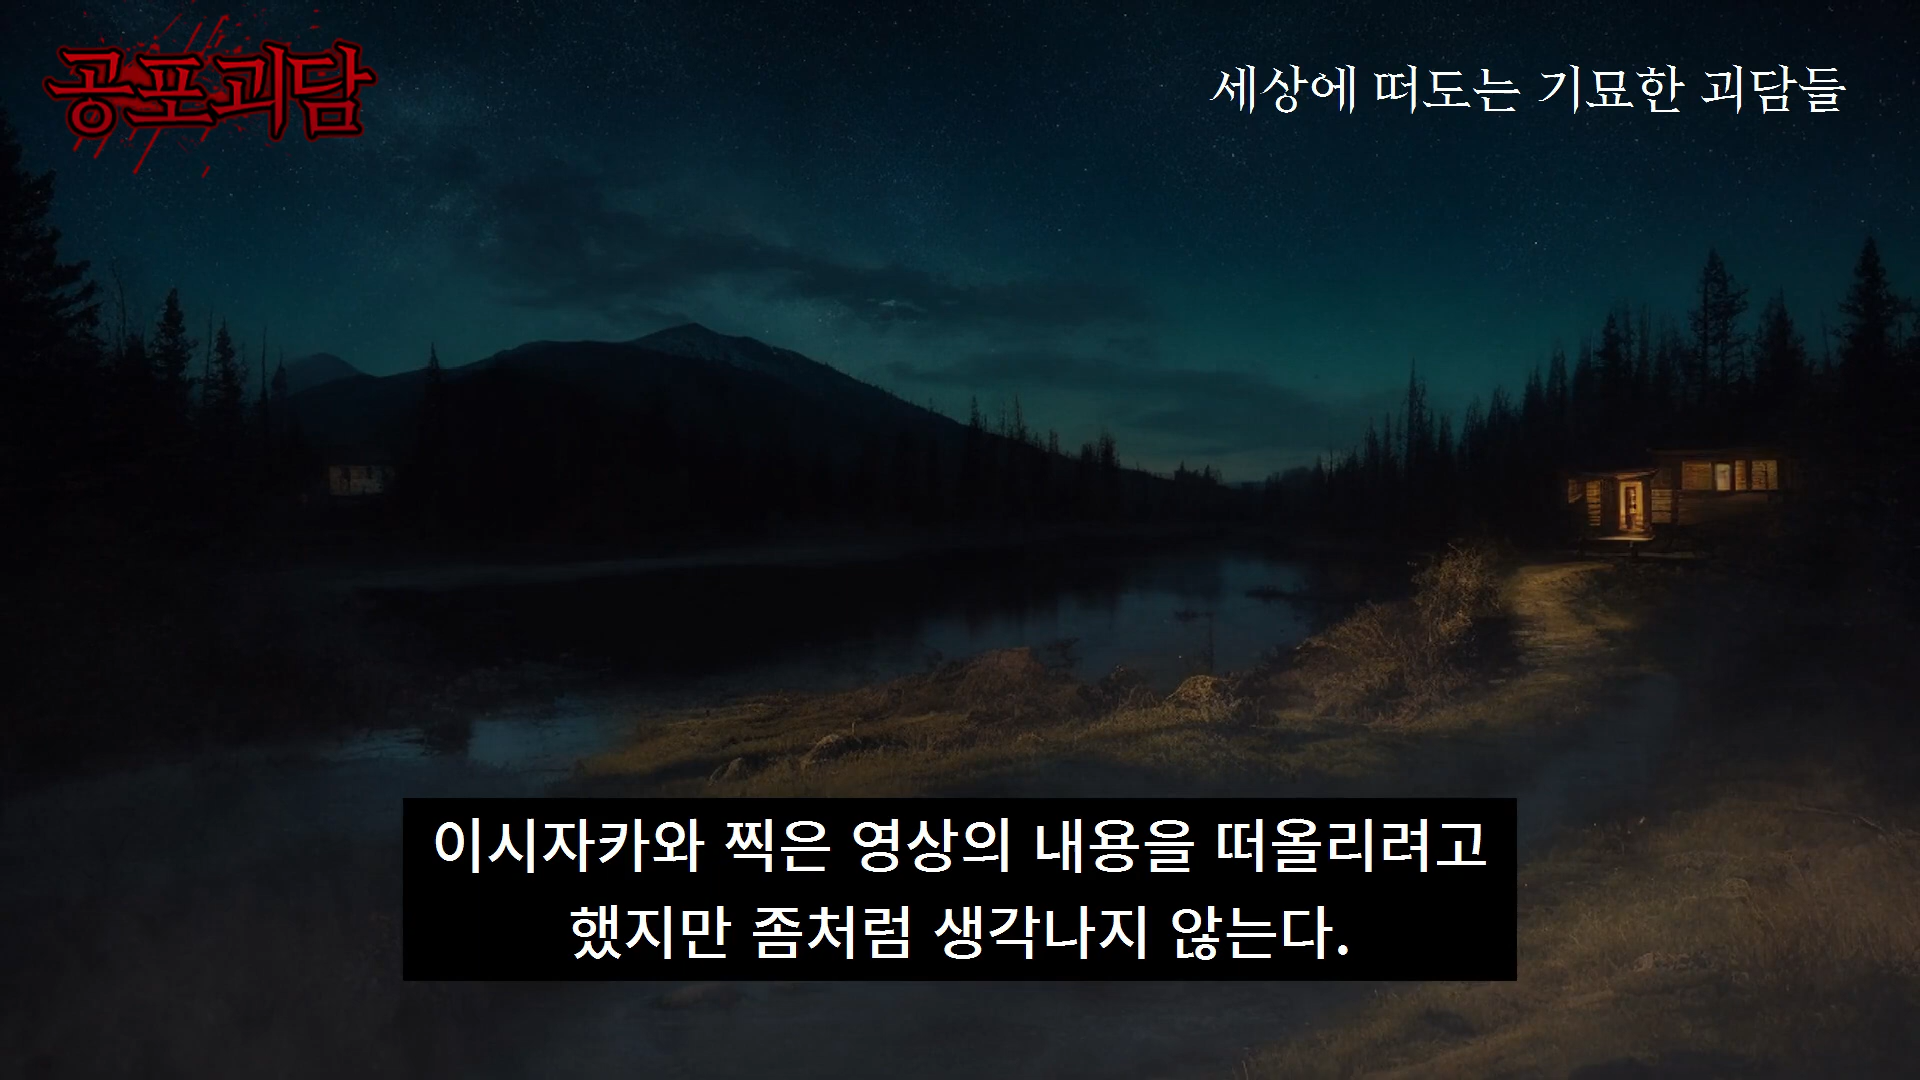 공포괴담
세상에 떠도는 기묘한 괴담들
이시자카와 찍은 영상의 내용을 떠올리려고
했지만 좀처럼 생각나지 않는다.